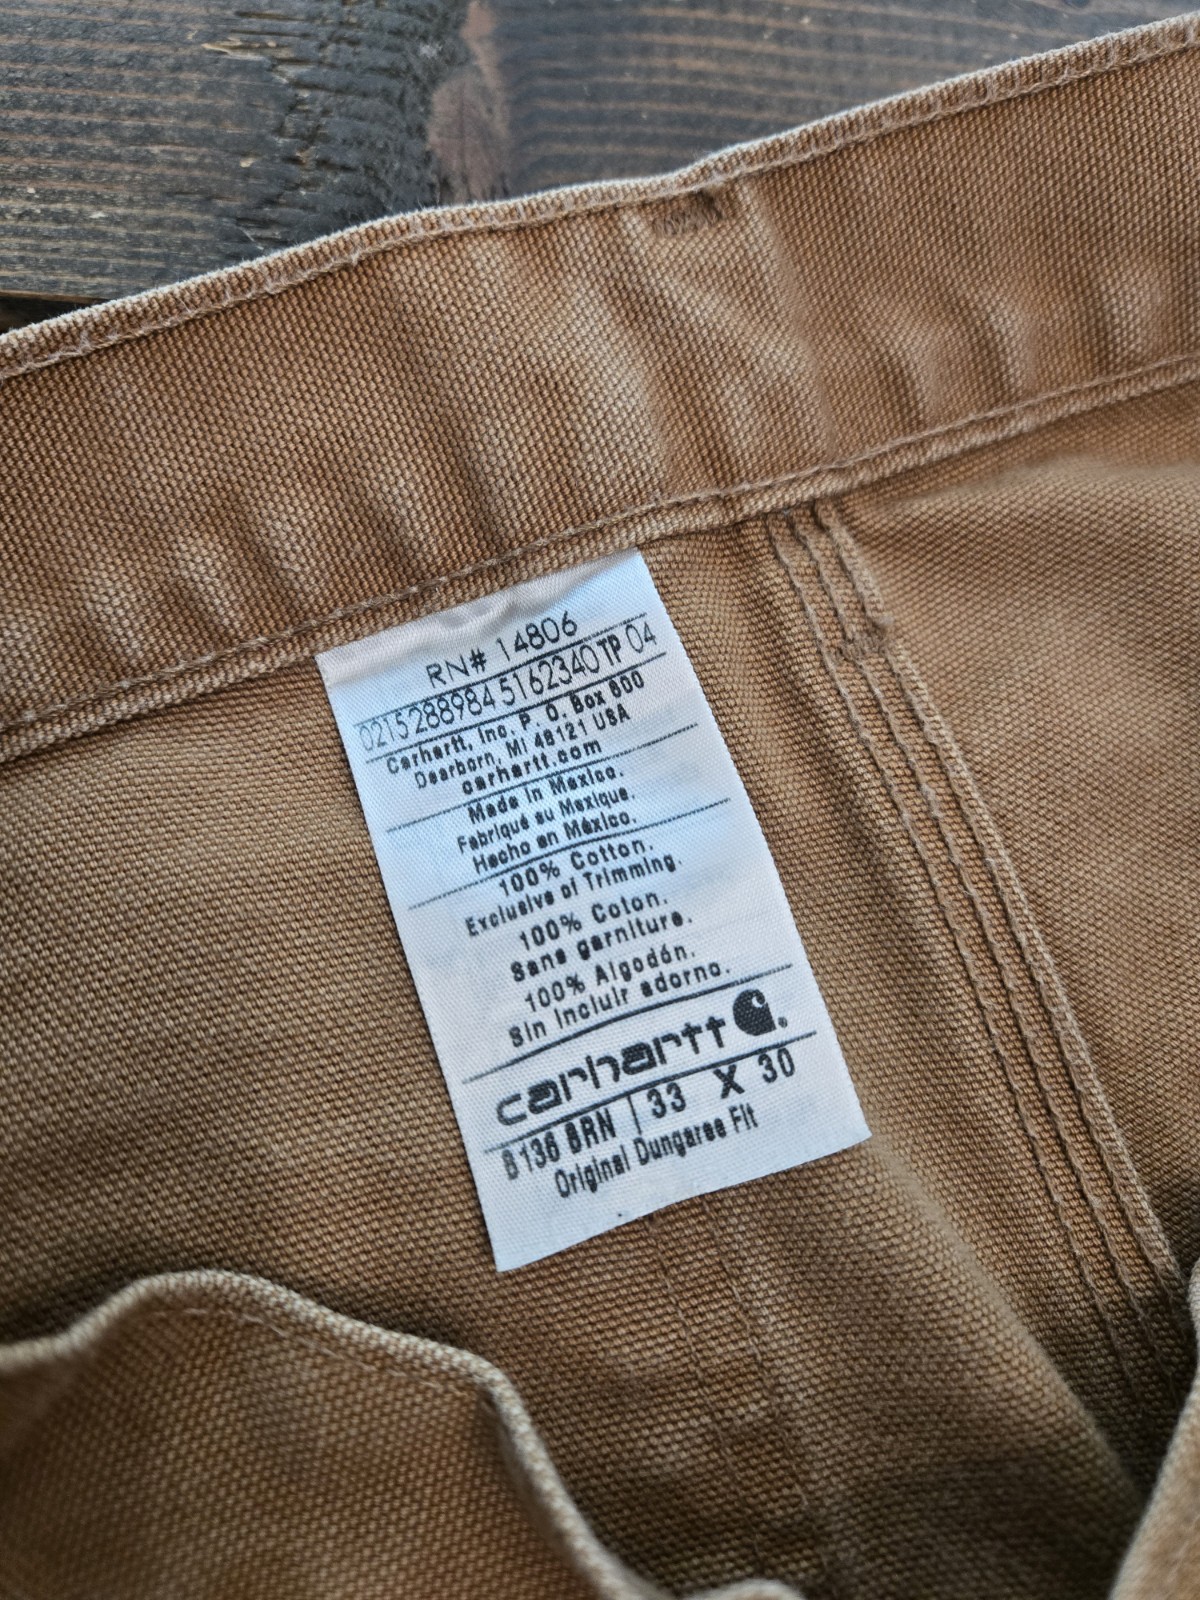 RN# 14806
0215288984 5162340 TP 04
Carhartt, Inc. P. O. Box 600
Dearborn, MI 48121 USA
carhartt.com
Made in Mexico.
Fabriqué au Mexique.
Hecho en México.
100% Cotton.
Exclusive of Trimming.
100% Coton.
Sans garniture.
100% Algodón.
Sin incluir adorno.
carhartt
B136 BRN | 33 X 30
Original Dungaree Fit